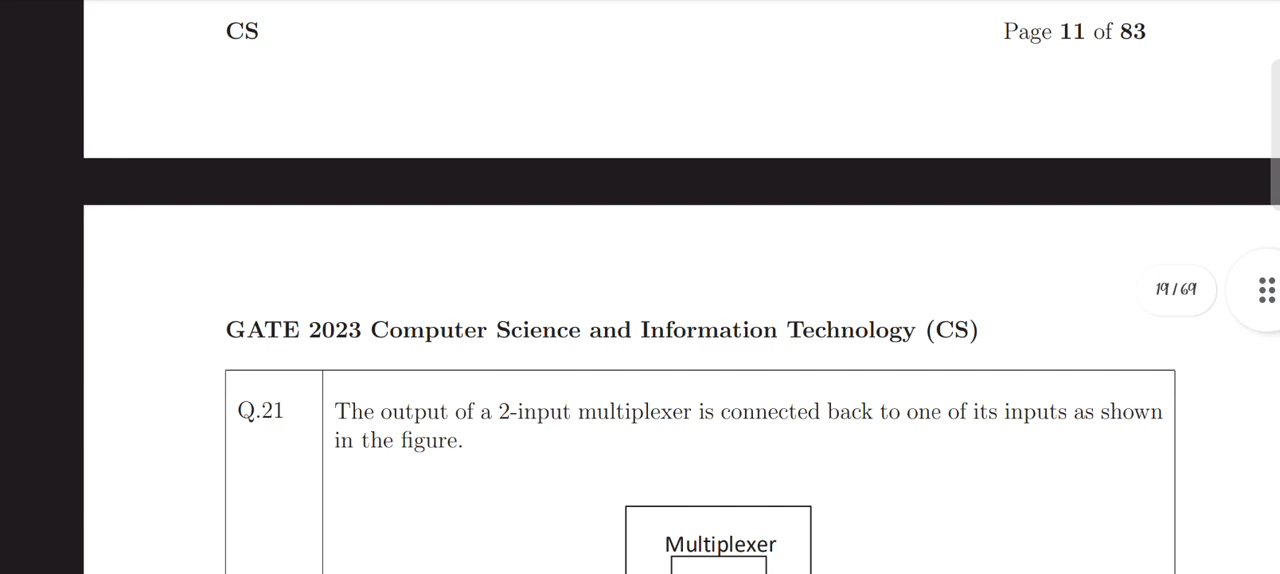 CS
Page 11 of 83
19/69
GATE 2023 Computer Science and Information Technology (CS)
Q.21
The output of a 2-input multiplexer is connected back to one of its inputs as shown
in the figure.
Multiplexer